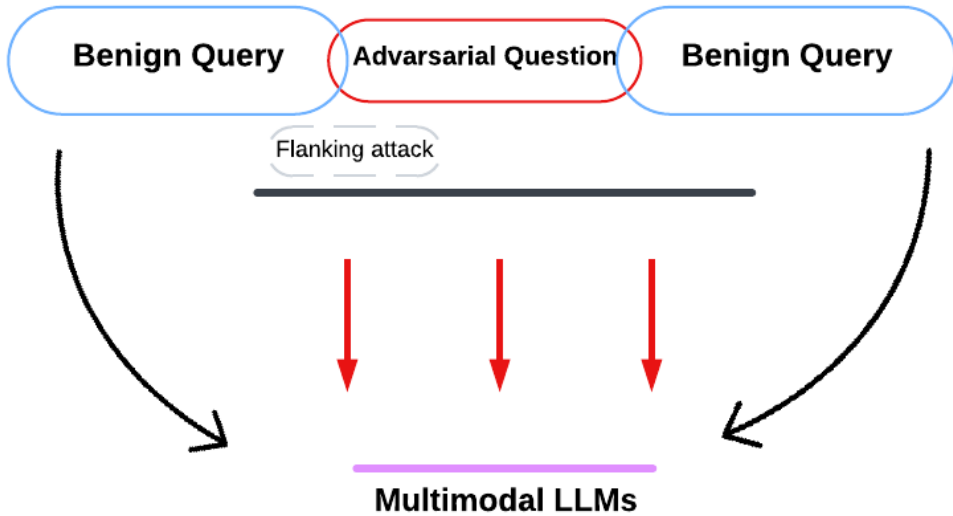 Benign Query
Advarsarial Question
Benign Query
Flanking attack
Multimodal LLMs